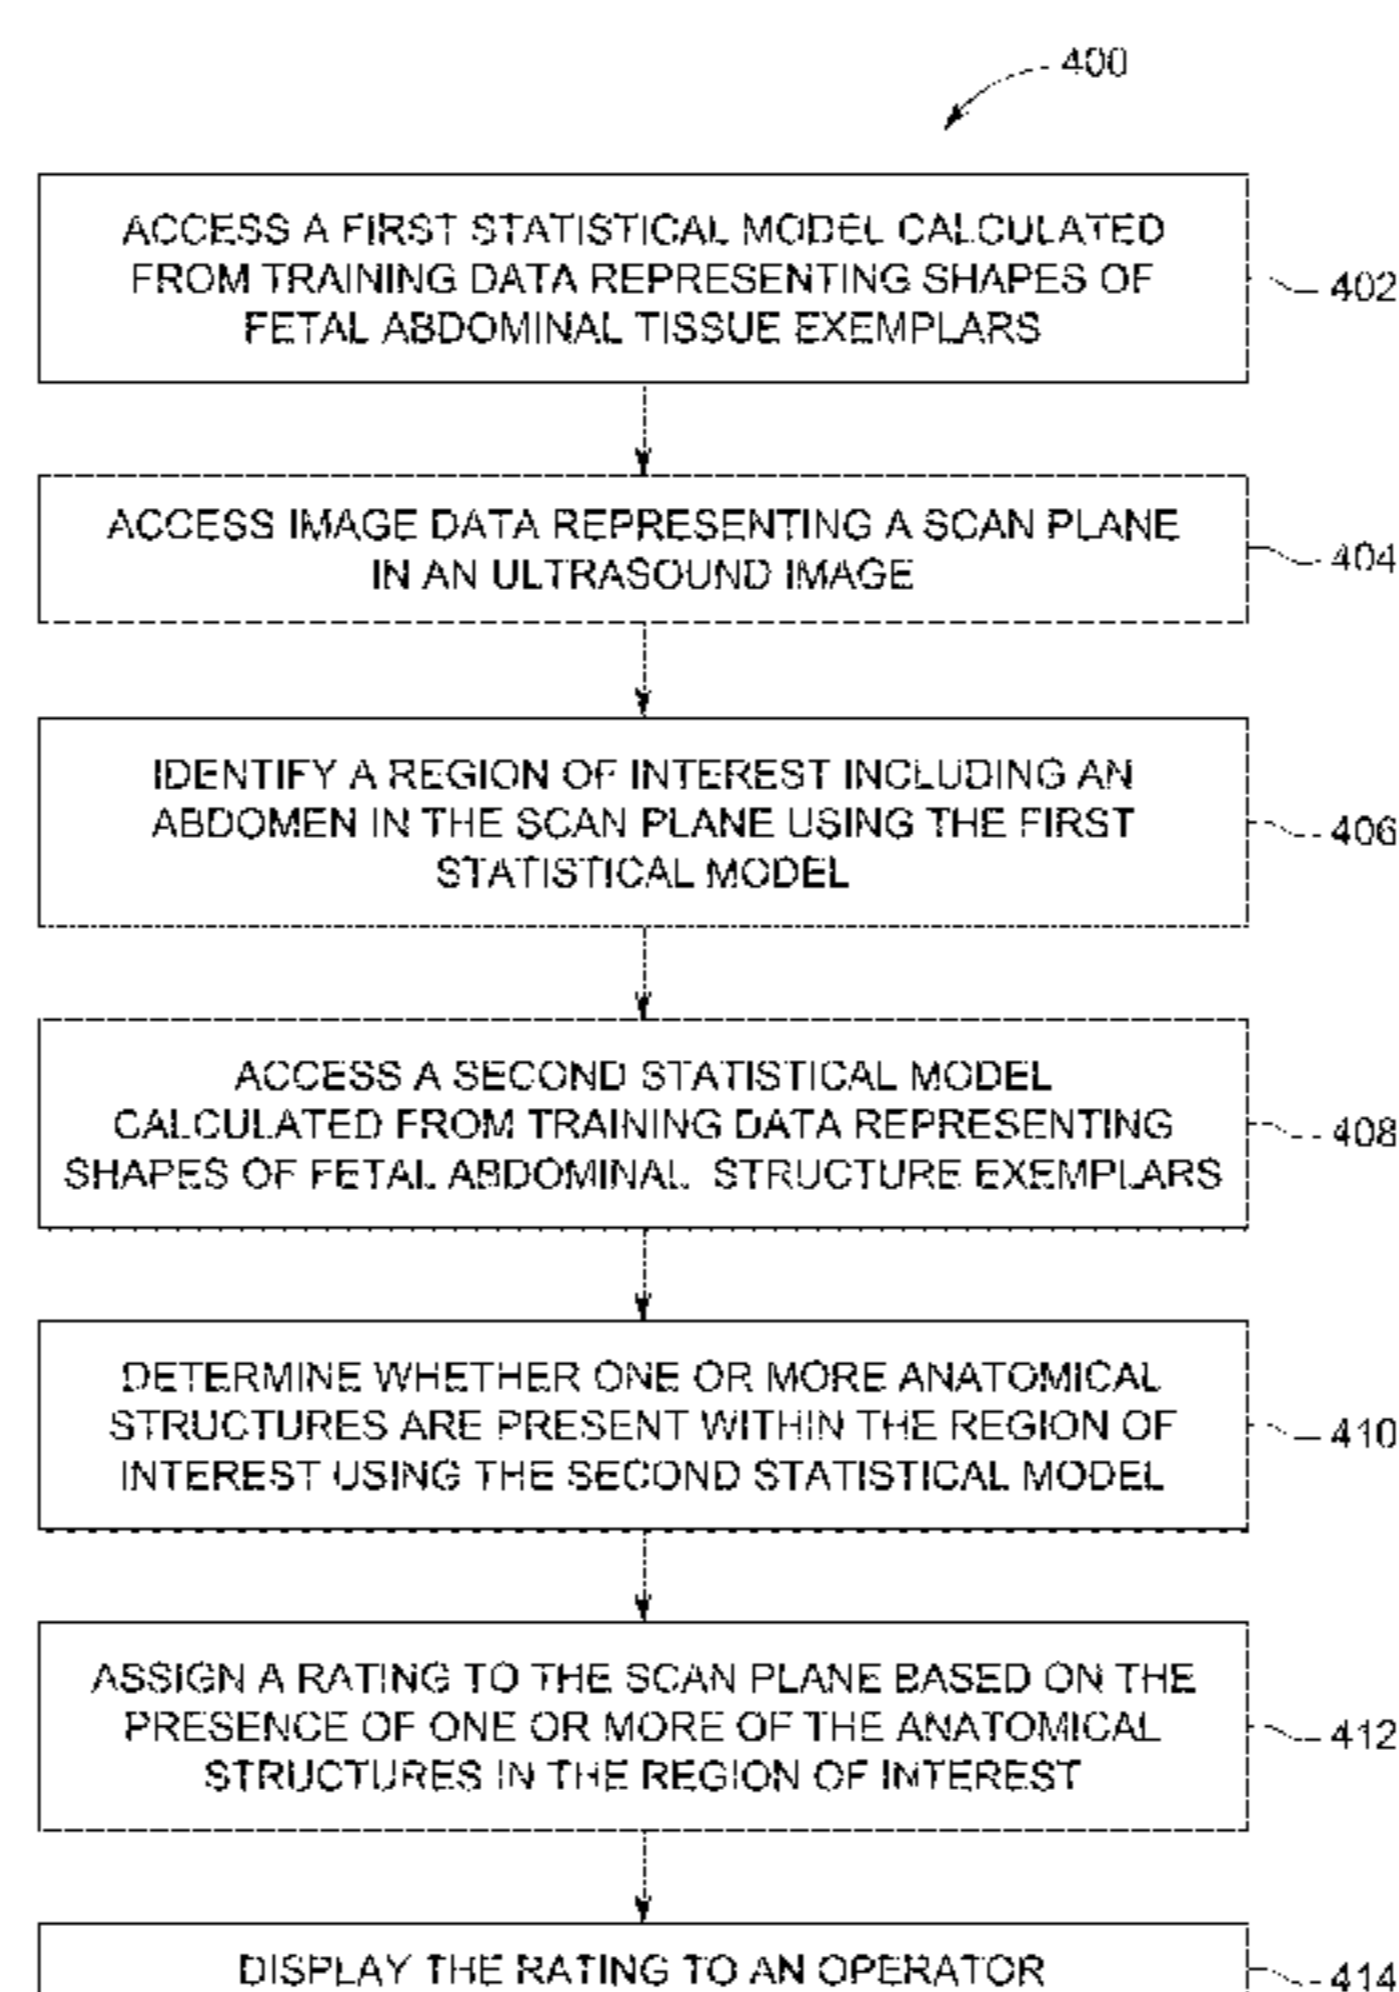 400
ACCESS A FIRST STATISTICAL MODEL CALCULATED
FROM TRAINING DATA REPRESENTING SHAPES OF
FETAL ABDOMINAL TISSUE EXEMPLARS
402
ACCESS IMAGE DATA REPRESENTING A SCAN PLANE
IN AN ULTRASOUND IMAGE
404
IDENTIFY A REGION OF INTEREST INCLUDING AN
ABDOMEN IN THE SCAN PLANE USING THE FIRST
STATISTICAL MODEL
406
ACCESS A SECOND STATISTICAL MODEL
CALCULATED FROM TRAINING DATA REPRESENTING
SHAPES OF FETAL ABDOMINAL STRUCTURE EXEMPLARS
408
DETERMINE WHETHER ONE OR MORE ANATOMICAL
STRUCTURES ARE PRESENT WITHIN THE REGION OF
INTEREST USING THE SECOND STATISTICAL MODEL
410
ASSIGN A RATING TO THE SCAN PLANE BASED ON THE
PRESENCE OF ONE OR MORE OF THE ANATOMICAL
STRUCTURES IN THE REGION OF INTEREST
412
DISPLAY THE RATING TO AN OPERATOR
414